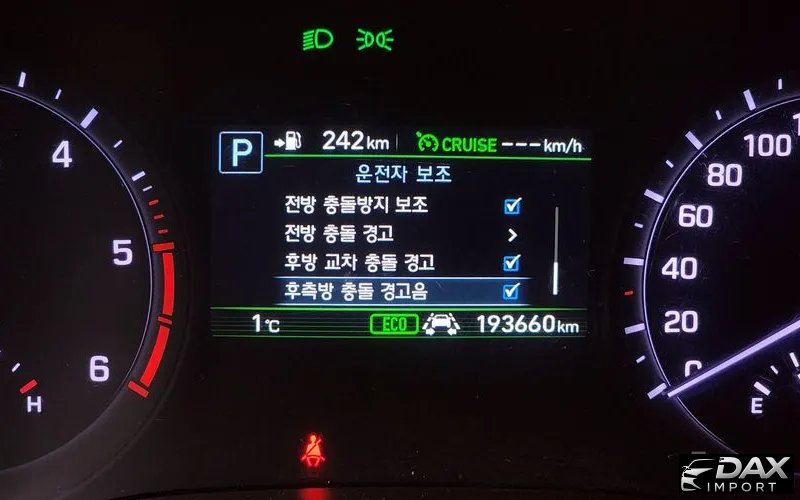 P 242km CRUISE ---km/h
운전자 보조
전방 충돌방지 보조
전방 충돌 경고
후방 교차 충돌 경고
후측방 충돌 경고음
1℃ ECO 193660km
4
5
6
H
100
80
60
40
20
0
E
DAX
IMPORT